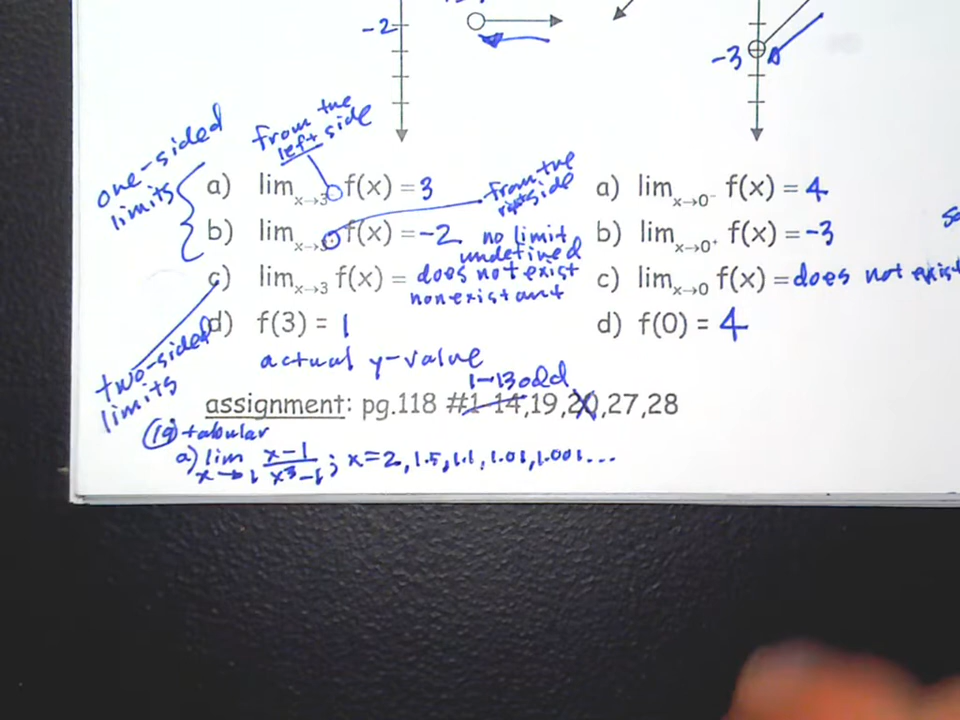 -2
-3
one-sided limits
from the left side
a) lim x→3 f(x) = 3
from the right side
b) lim x→3 f(x) = -2 no limit
undefined
c) lim x→3 f(x) = does not exist
nonexistant
d) f(3) = 1
actual y-value
two-sided limits
a) lim x→0⁻ f(x) = 4
b) lim x→0⁺ f(x) = -3
c) lim x→0 f(x) = does not exist
d) f(0) = 4
1-13 odd
assignment: pg.118 #1-14,19,20,27,28
(19) tabular
a) lim x→1 x-1/x³-1 ; x=2, 1.5, 1.1, 1.01, 1.001...